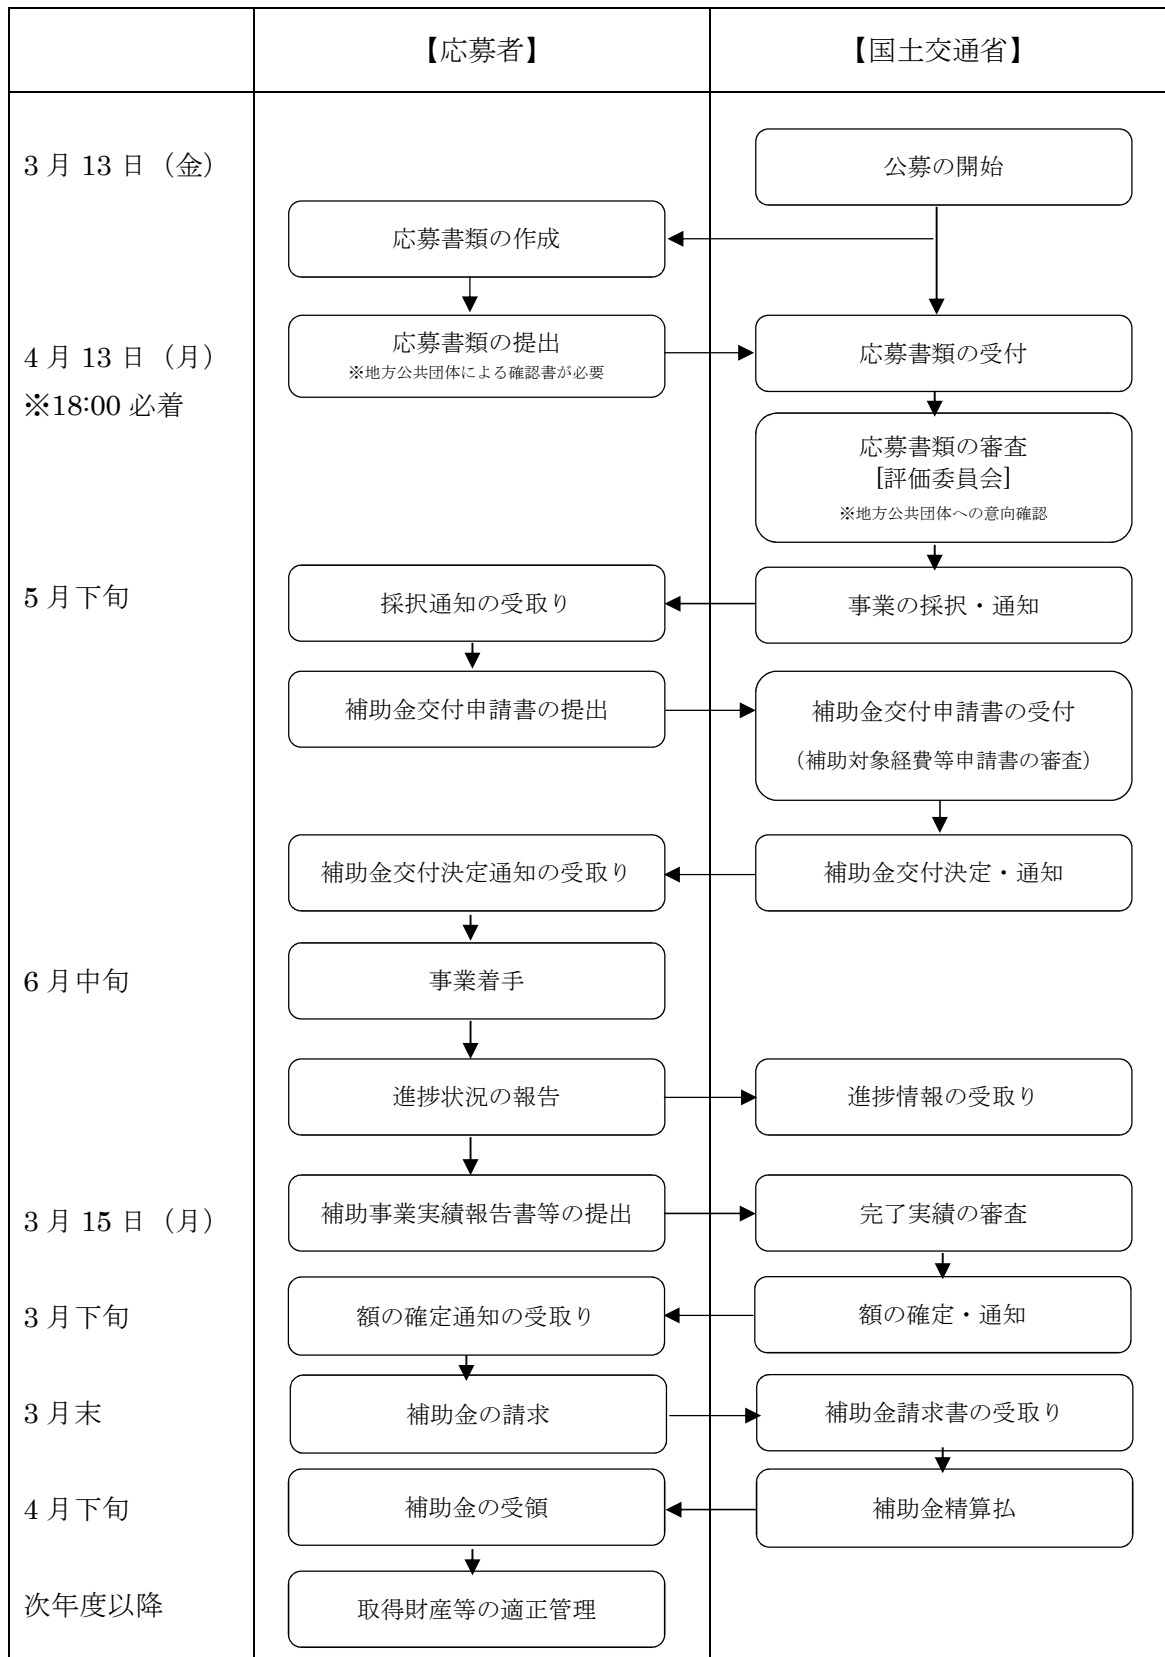 【応募者】
【国土交通省】
3 月 13 日（金）
公募の開始
応募書類の作成
4 月 13 日（月）
※18:00 必着
応募書類の提出
※地方公共団体による確認書が必要
応募書類の受付
応募書類の審査
[評価委員会]
※地方公共団体への意向確認
5 月下旬
採択通知の受取り
事業の採択・通知
補助金交付申請書の提出
補助金交付申請書の受付
（補助対象経費等申請書の審査）
補助金交付決定通知の受取り
補助金交付決定・通知
6 月中旬
事業着手
進捗状況の報告
進捗情報の受取り
3 月 15 日（月）
補助事業実績報告書等の提出
完了実績の審査
3 月下旬
額の確定通知の受取り
額の確定・通知
3 月末
補助金の請求
補助金請求書の受取り
4 月下旬
補助金の受領
補助金精算払
次年度以降
取得財産等の適正管理